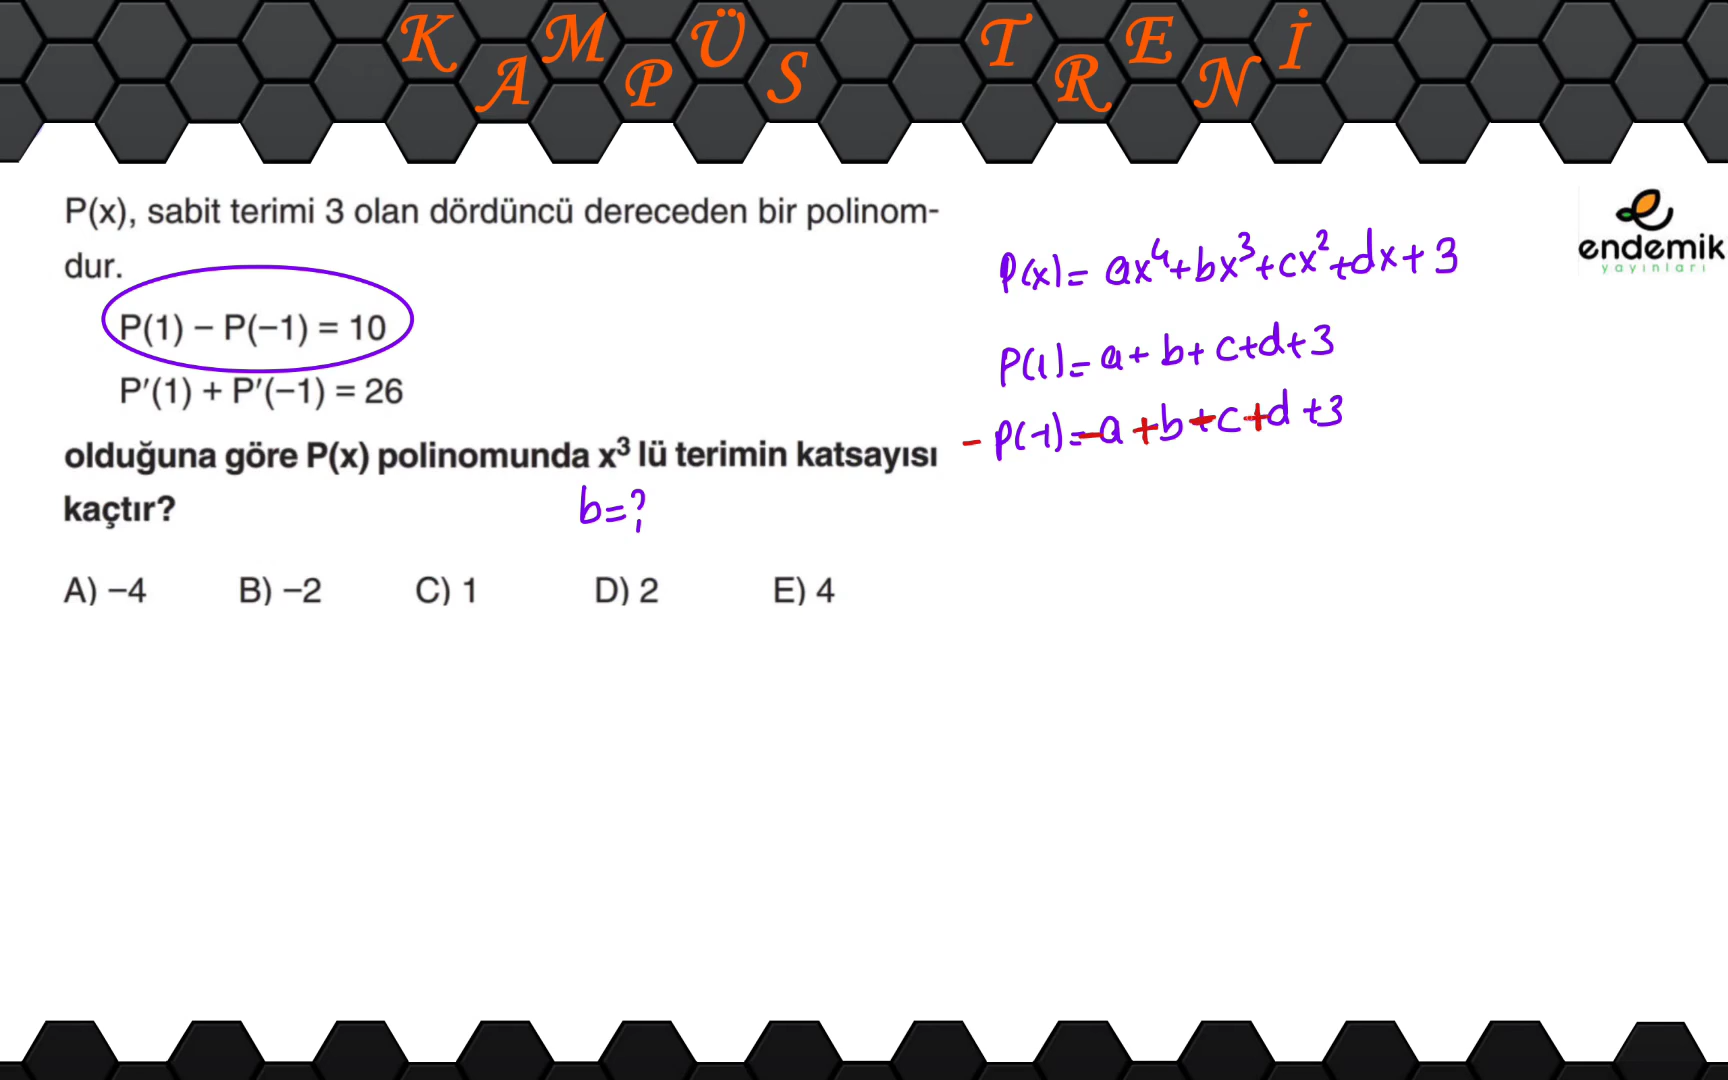 KAMPÜS TRENİ
P(x), sabit terimi 3 olan dördüncü dereceden bir polinom-
dur.
P(1) – P(–1) = 10
P′(1) + P′(–1) = 26
olduğuna göre P(x) polinomunda x³ lü terimin katsayısı
kaçtır?
b=?
A) –4 B) –2 C) 1 D) 2 E) 4
P(x)= ax⁴+bx³+cx²+dx+3
P(1)= a+b+c+d+3
- P(-1)=-a+b-c+d+3
endemik
yayınları